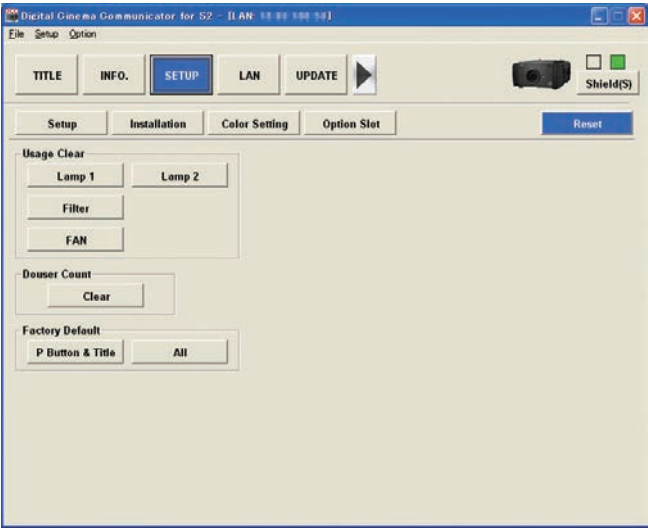 Digital Cinema Communicator for S2 - [LAN:
File Setup Option
TITLE INFO. SETUP LAN UPDATE Shield(S)
Setup Installation Color Setting Option Slot Reset
Usage Clear
Lamp 1 Lamp 2
Filter
FAN
Douser Count
Clear
Factory Default
P Button & Title All